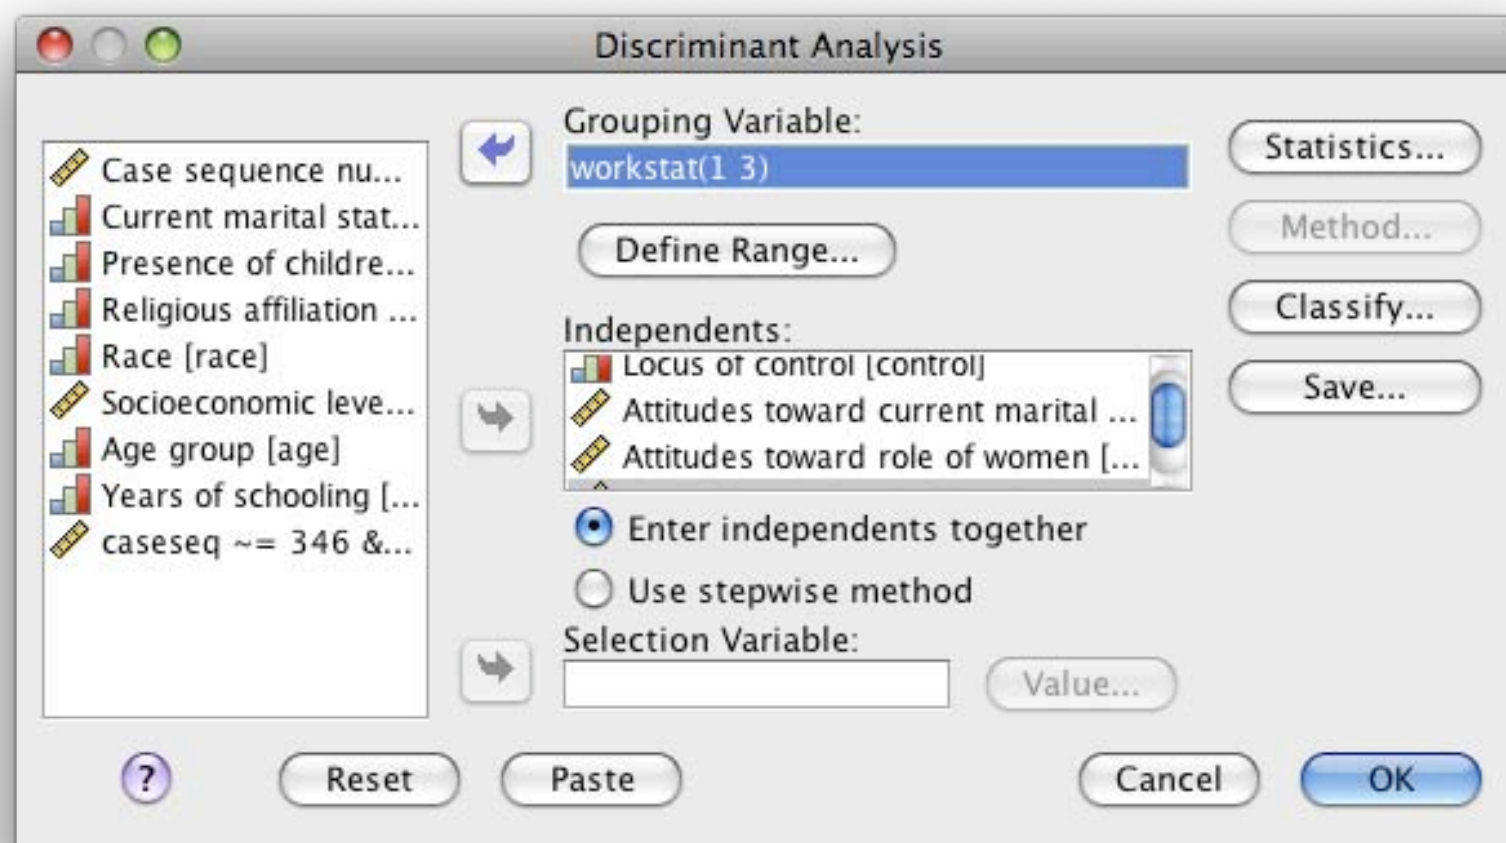 Discriminant Analysis
Case sequence nu...
Current marital stat...
Presence of childre...
Religious affiliation ...
Race [race]
Socioeconomic leve...
Age group [age]
Years of schooling [...
caseseq ~= 346 &...
Grouping Variable:
workstat(1 3)
Define Range...
Independents:
Locus of control [control]
Attitudes toward current marital ...
Attitudes toward role of women [...
Enter independents together
Use stepwise method
Selection Variable:
Value...
Statistics...
Method...
Classify...
Save...
?
Reset
Paste
Cancel
OK